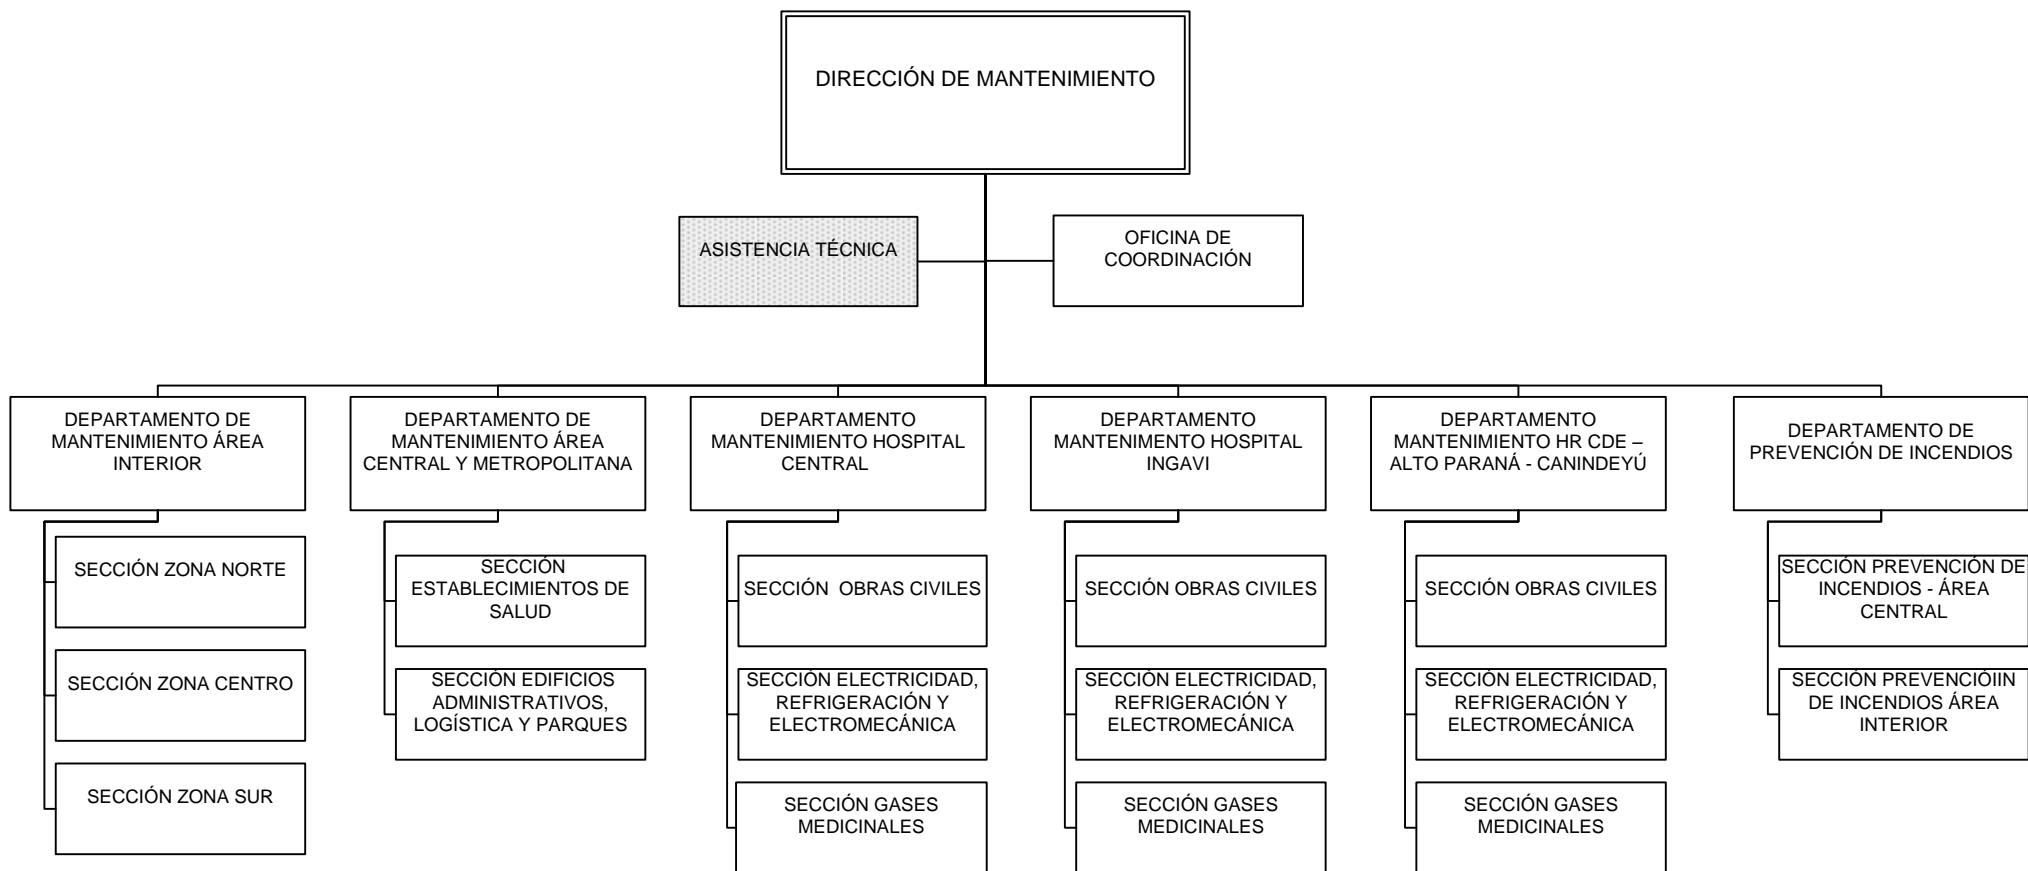 DIRECCIÓN DE MANTENIMIENTO
ASISTENCIA TÉCNICA
OFICINA DE
COORDINACIÓN
DEPARTAMENTO DE
MANTENIMIENTO ÁREA
INTERIOR
DEPARTAMENTO DE
MANTENIMIENTO ÁREA
CENTRAL Y METROPOLITANA
DEPARTAMENTO
MANTENIMIENTO HOSPITAL
CENTRAL
DEPARTAMENTO
MANTENIMENTO HOSPITAL
INGAVI
DEPARTAMENTO
MANTENIMIENTO HR CDE –
ALTO PARANÁ - CANINDEYÚ
DEPARTAMENTO DE
PREVENCIÓN DE INCENDIOS
SECCIÓN ZONA NORTE
SECCIÓN ZONA CENTRO
SECCIÓN ZONA SUR
SECCIÓN
ESTABLECIMIENTOS DE
SALUD
SECCIÓN EDIFICIOS
ADMINISTRATIVOS,
LOGÍSTICA Y PARQUES
SECCIÓN  OBRAS CIVILES
SECCIÓN ELECTRICIDAD,
REFRIGERACIÓN Y
ELECTROMECÁNICA
SECCIÓN GASES
MEDICINALES
SECCIÓN OBRAS CIVILES
SECCIÓN ELECTRICIDAD,
REFRIGERACIÓN Y
ELECTROMECÁNICA
SECCIÓN GASES
MEDICINALES
SECCIÓN OBRAS CIVILES
SECCIÓN ELECTRICIDAD,
REFRIGERACIÓN Y
ELECTROMECÁNICA
SECCIÓN GASES
MEDICINALES
SECCIÓN PREVENCIÓN DE
INCENDIOS - ÁREA
CENTRAL
SECCIÓN PREVENCIÓIIN
DE INCENDIOS ÁREA
INTERIOR